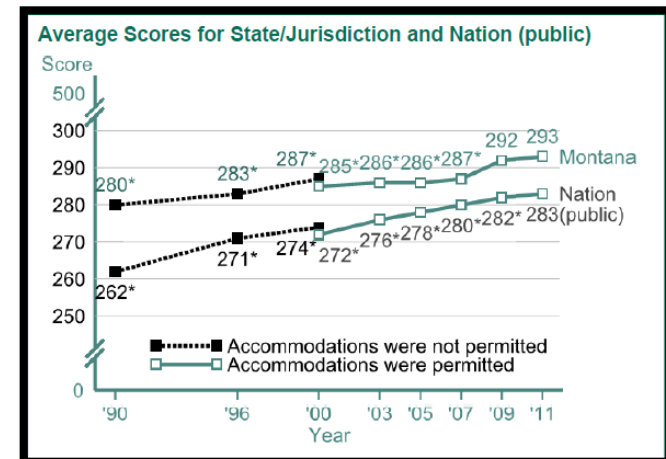 Average Scores for State/Jurisdiction and Nation (public)
Score
500
300
290
280
270
260
250
0
280*
283*
287*
285*
286*
286*
287*
292
293
Montana
262*
271*
274*
272*
276*
278*
280*
282*
283
Nation
(public)
Accommodations were not permitted
Accommodations were permitted
'90 '96 '00 '03 '05 '07 '09 '11
Year